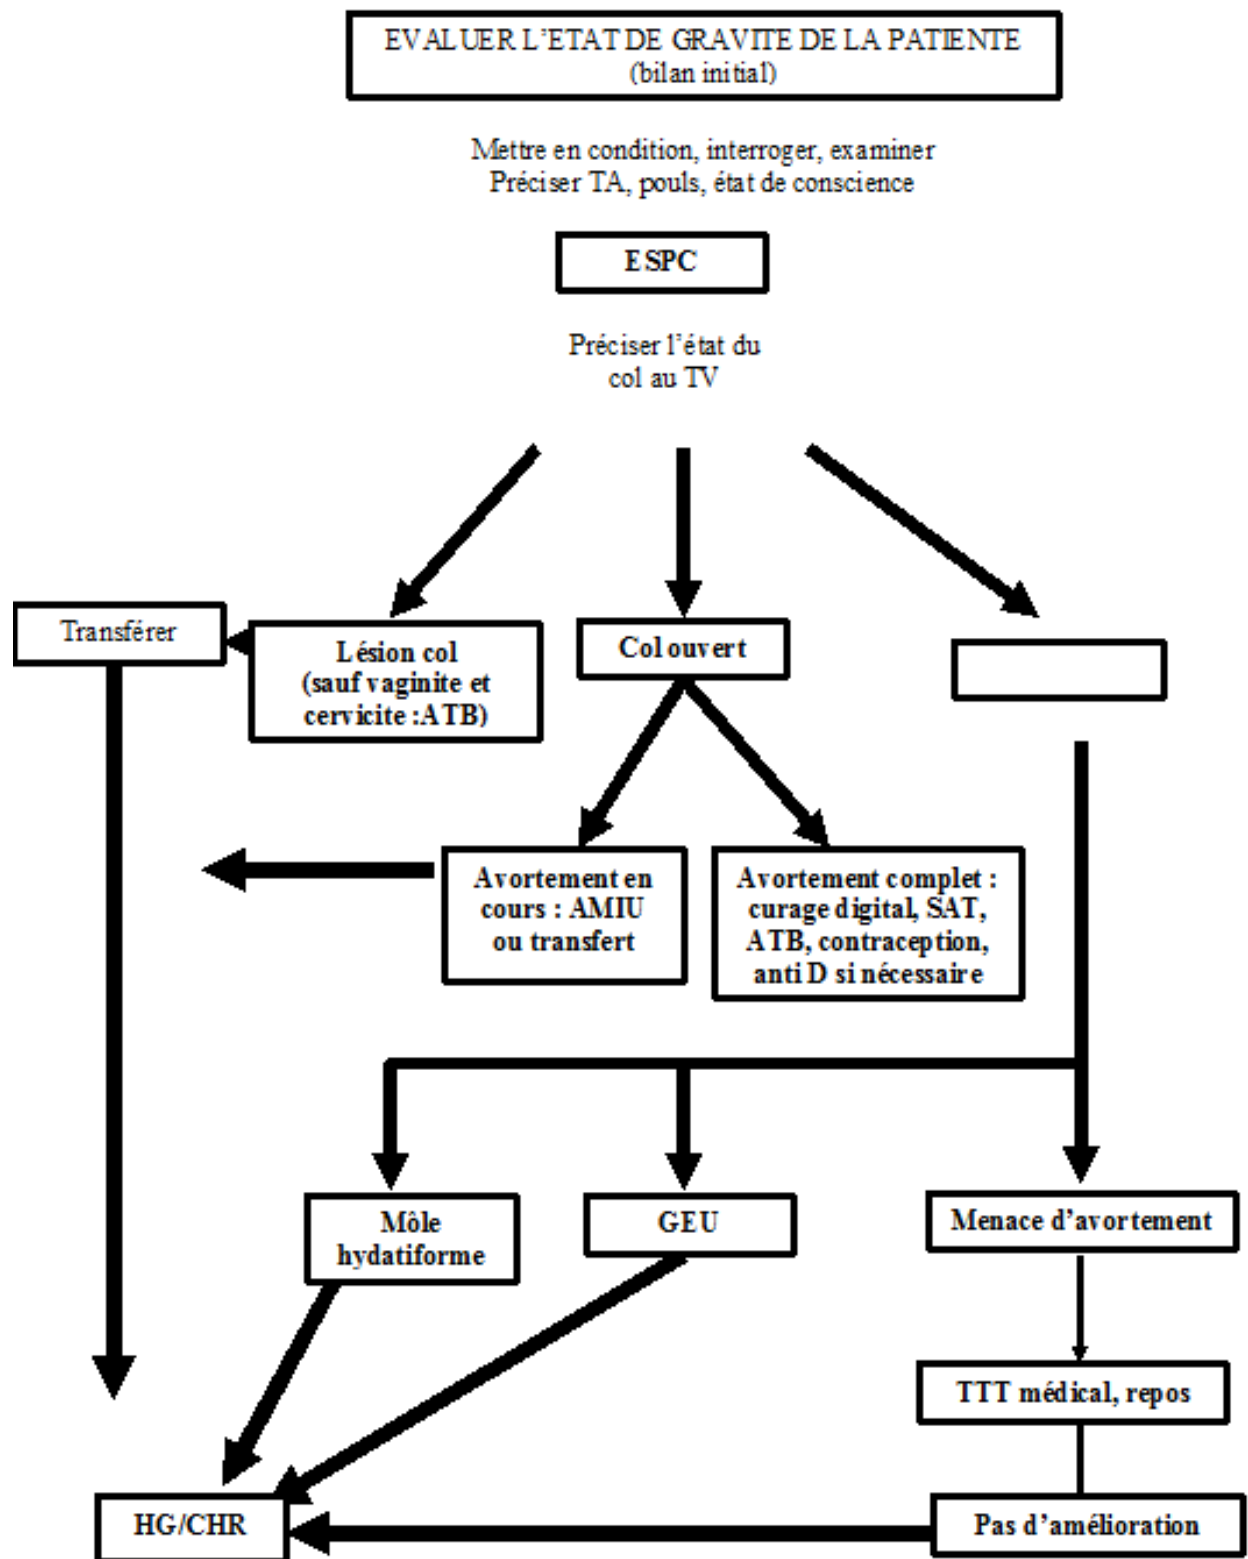 EVALUER L’ETAT DE GRAVITE DE LA PATIENTE
(bilan initial)
Mettre en condition, interroger, examiner
Préciser TA, pouls, état de conscience
ESPC
Préciser l’état du
col au TV
Transférer
Lésion col
(sauf vaginite et
cervicite :ATB)
Col ouvert
Avortement en
cours : AMIU
ou transfert
Avortement complet :
curage digital, SAT,
ATB, contraception,
anti D si nécessaire
Môle
hydatiforme
GEU
Menace d’avortement
TTT médical, repos
HG/CHR
Pas d’amélioration